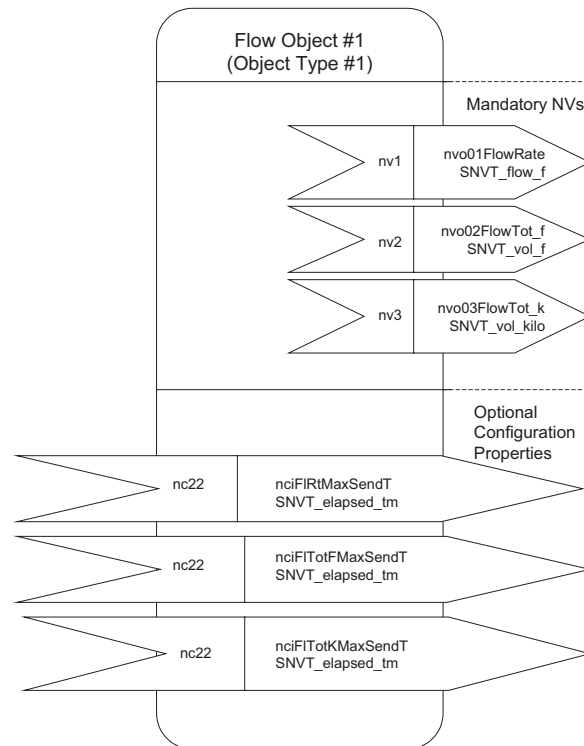 Flow Object #1
(Object Type #1)
Mandatory NVs
nv1
nvo01FlowRate
SNVT_flow_f
nv2
nvo02FlowTot_f
SNVT_vol_f
nv3
nvo03FlowTot_k
SNVT_vol_kilo
Optional
Configuration
Properties
nc22
nciFlRtMaxSendT
SNVT_elapsed_tm
nc22
nciFlTotFMaxSendT
SNVT_elapsed_tm
nc22
nciFlTotKMaxSendT
SNVT_elapsed_tm